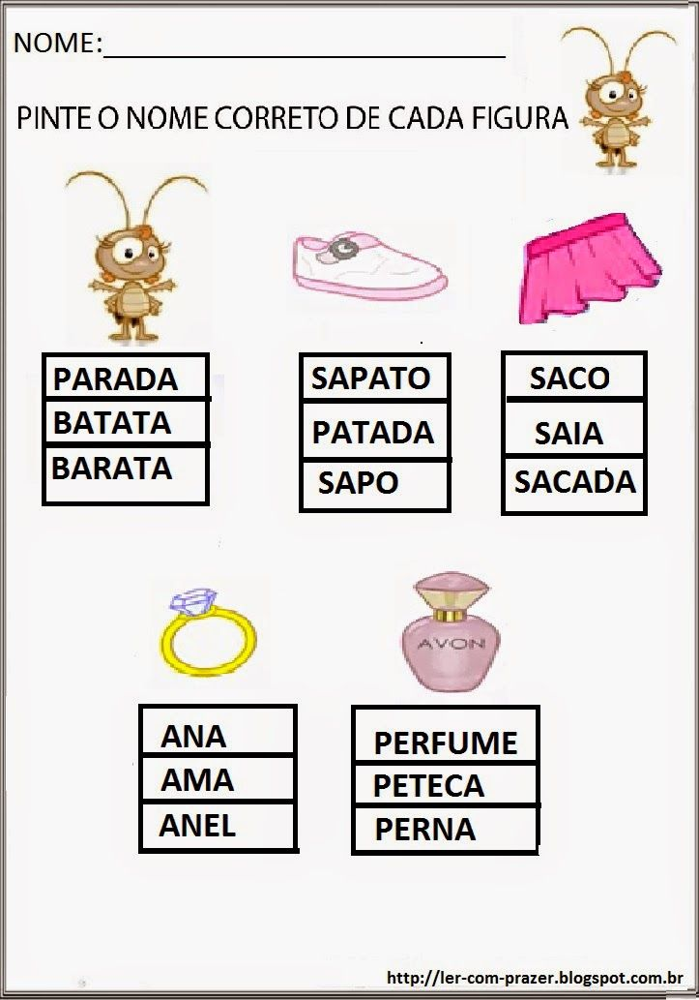 NOME:__________________________
PINTE O NOME CORRETO DE CADA FIGURA
PARADA
BATATA
BARATA
SAPATO
PATADA
SAPO
SACO
SAIA
SACADA
AVON
ANA
AMA
ANEL
PERFUME
PETECA
PERNA
http://ler-com-prazer.blogspot.com.br